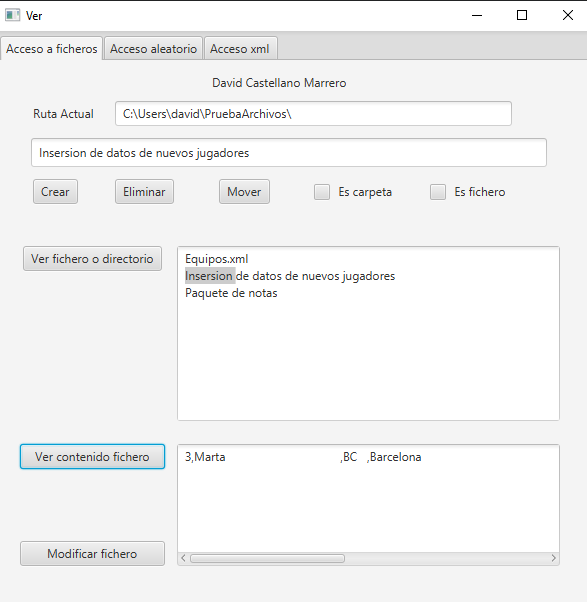 Ver
Acceso a ficheros Acceso aleatorio Acceso xml
David Castellano Marrero
Ruta Actual C:\Users\david\PruebaArchivos\
Insersion de datos de nuevos jugadores
Crear Eliminar Mover Es carpeta Es fichero
Ver fichero o directorio
Equipos.xml
Insersion de datos de nuevos jugadores
Paquete de notas
Ver contenido fichero
3,Marta ,BC ,Barcelona
Modificar fichero